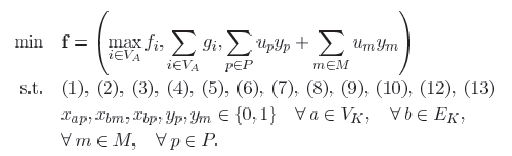 min f = ( max_{i∈V_A} f_i, ∑_{i∈V_A} g_i, ∑_{p∈P} u_p y_p + ∑_{m∈M} u_m y_m )
s.t. (1), (2), (3), (4), (5), (6), (7), (8), (9), (10), (12), (13)
x_{ap}, x_{bm}, x_{bp}, y_p, y_m ∈ {0,1} ∀ a ∈ V_K, ∀ b ∈ E_K,
∀ m ∈ M, ∀ p ∈ P.